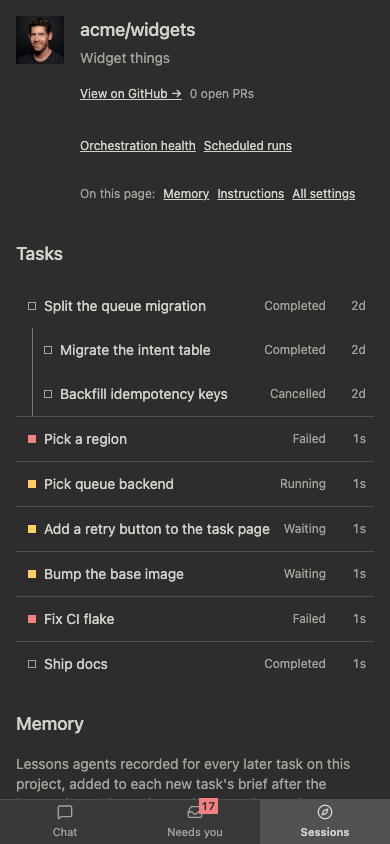 acme/widgets
Widget things
View on GitHub → 0 open PRs
Orchestration health Scheduled runs
On this page: Memory Instructions All settings
Tasks
Split the queue migration Completed 2d
Migrate the intent table Completed 2d
Backfill idempotency keys Cancelled 2d
Pick a region Failed 1s
Pick queue backend Running 1s
Add a retry button to the task page Waiting 1s
Bump the base image Waiting 1s
Fix CI flake Failed 1s
Ship docs Completed 1s
Memory
Lessons agents recorded for every later task on this
project, added to each new task's brief after the
17
Chat Needs you Sessions